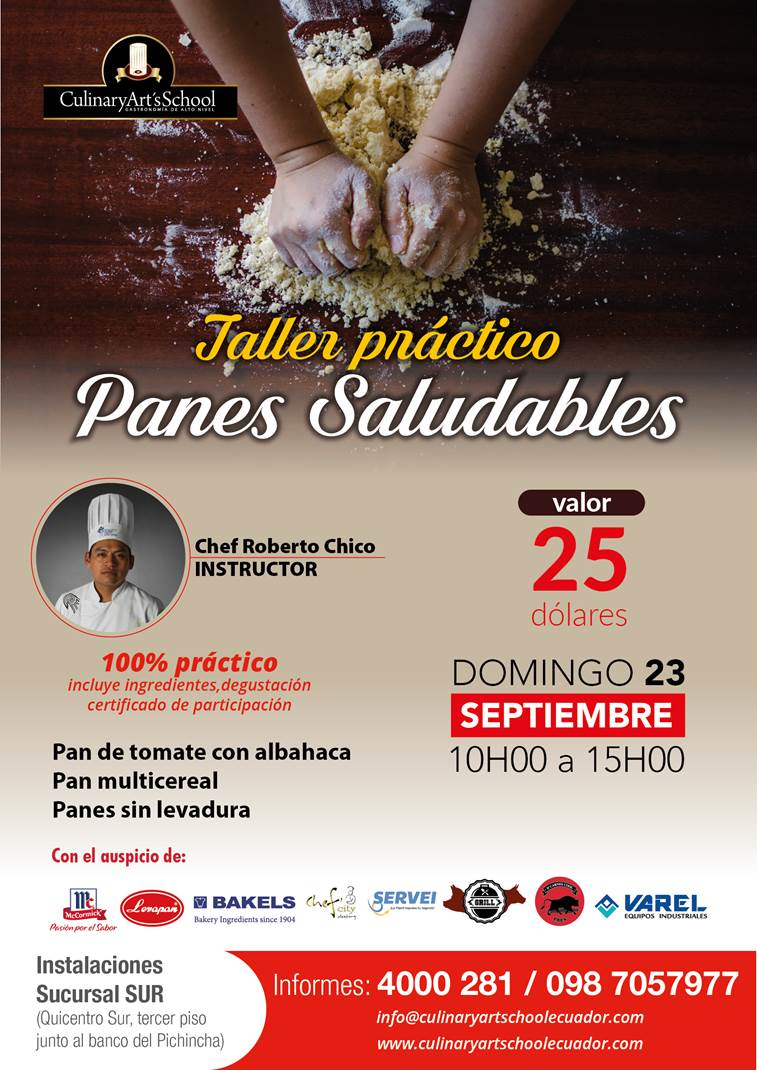 CulinaryArt'sSchool
GASTRONOMÍA DE ALTO NIVEL
Taller práctico
Panes Saludables
Chef Roberto Chico
INSTRUCTOR
valor
25
dólares
100% práctico
incluye ingredientes,degustación
certificado de participación
DOMINGO 23
SEPTIEMBRE
10H00 a 15H00
Pan de tomate con albahaca
Pan multicereal
Panes sin levadura
Con el auspicio de:
McCormick
Pasión por el Sabor
Levapan
BAKELS
Bakery Ingredients since 1904
chef's city
SERVEI
GRILL
VAREL
EQUIPOS INDUSTRIALES
Instalaciones
Sucursal SUR
(Quicentro Sur, tercer piso
junto al banco del Pichincha)
Informes: 4000 281 / 098 7057977
info@culinaryartschoolecuador.com
www.culinaryartschoolecuador.com